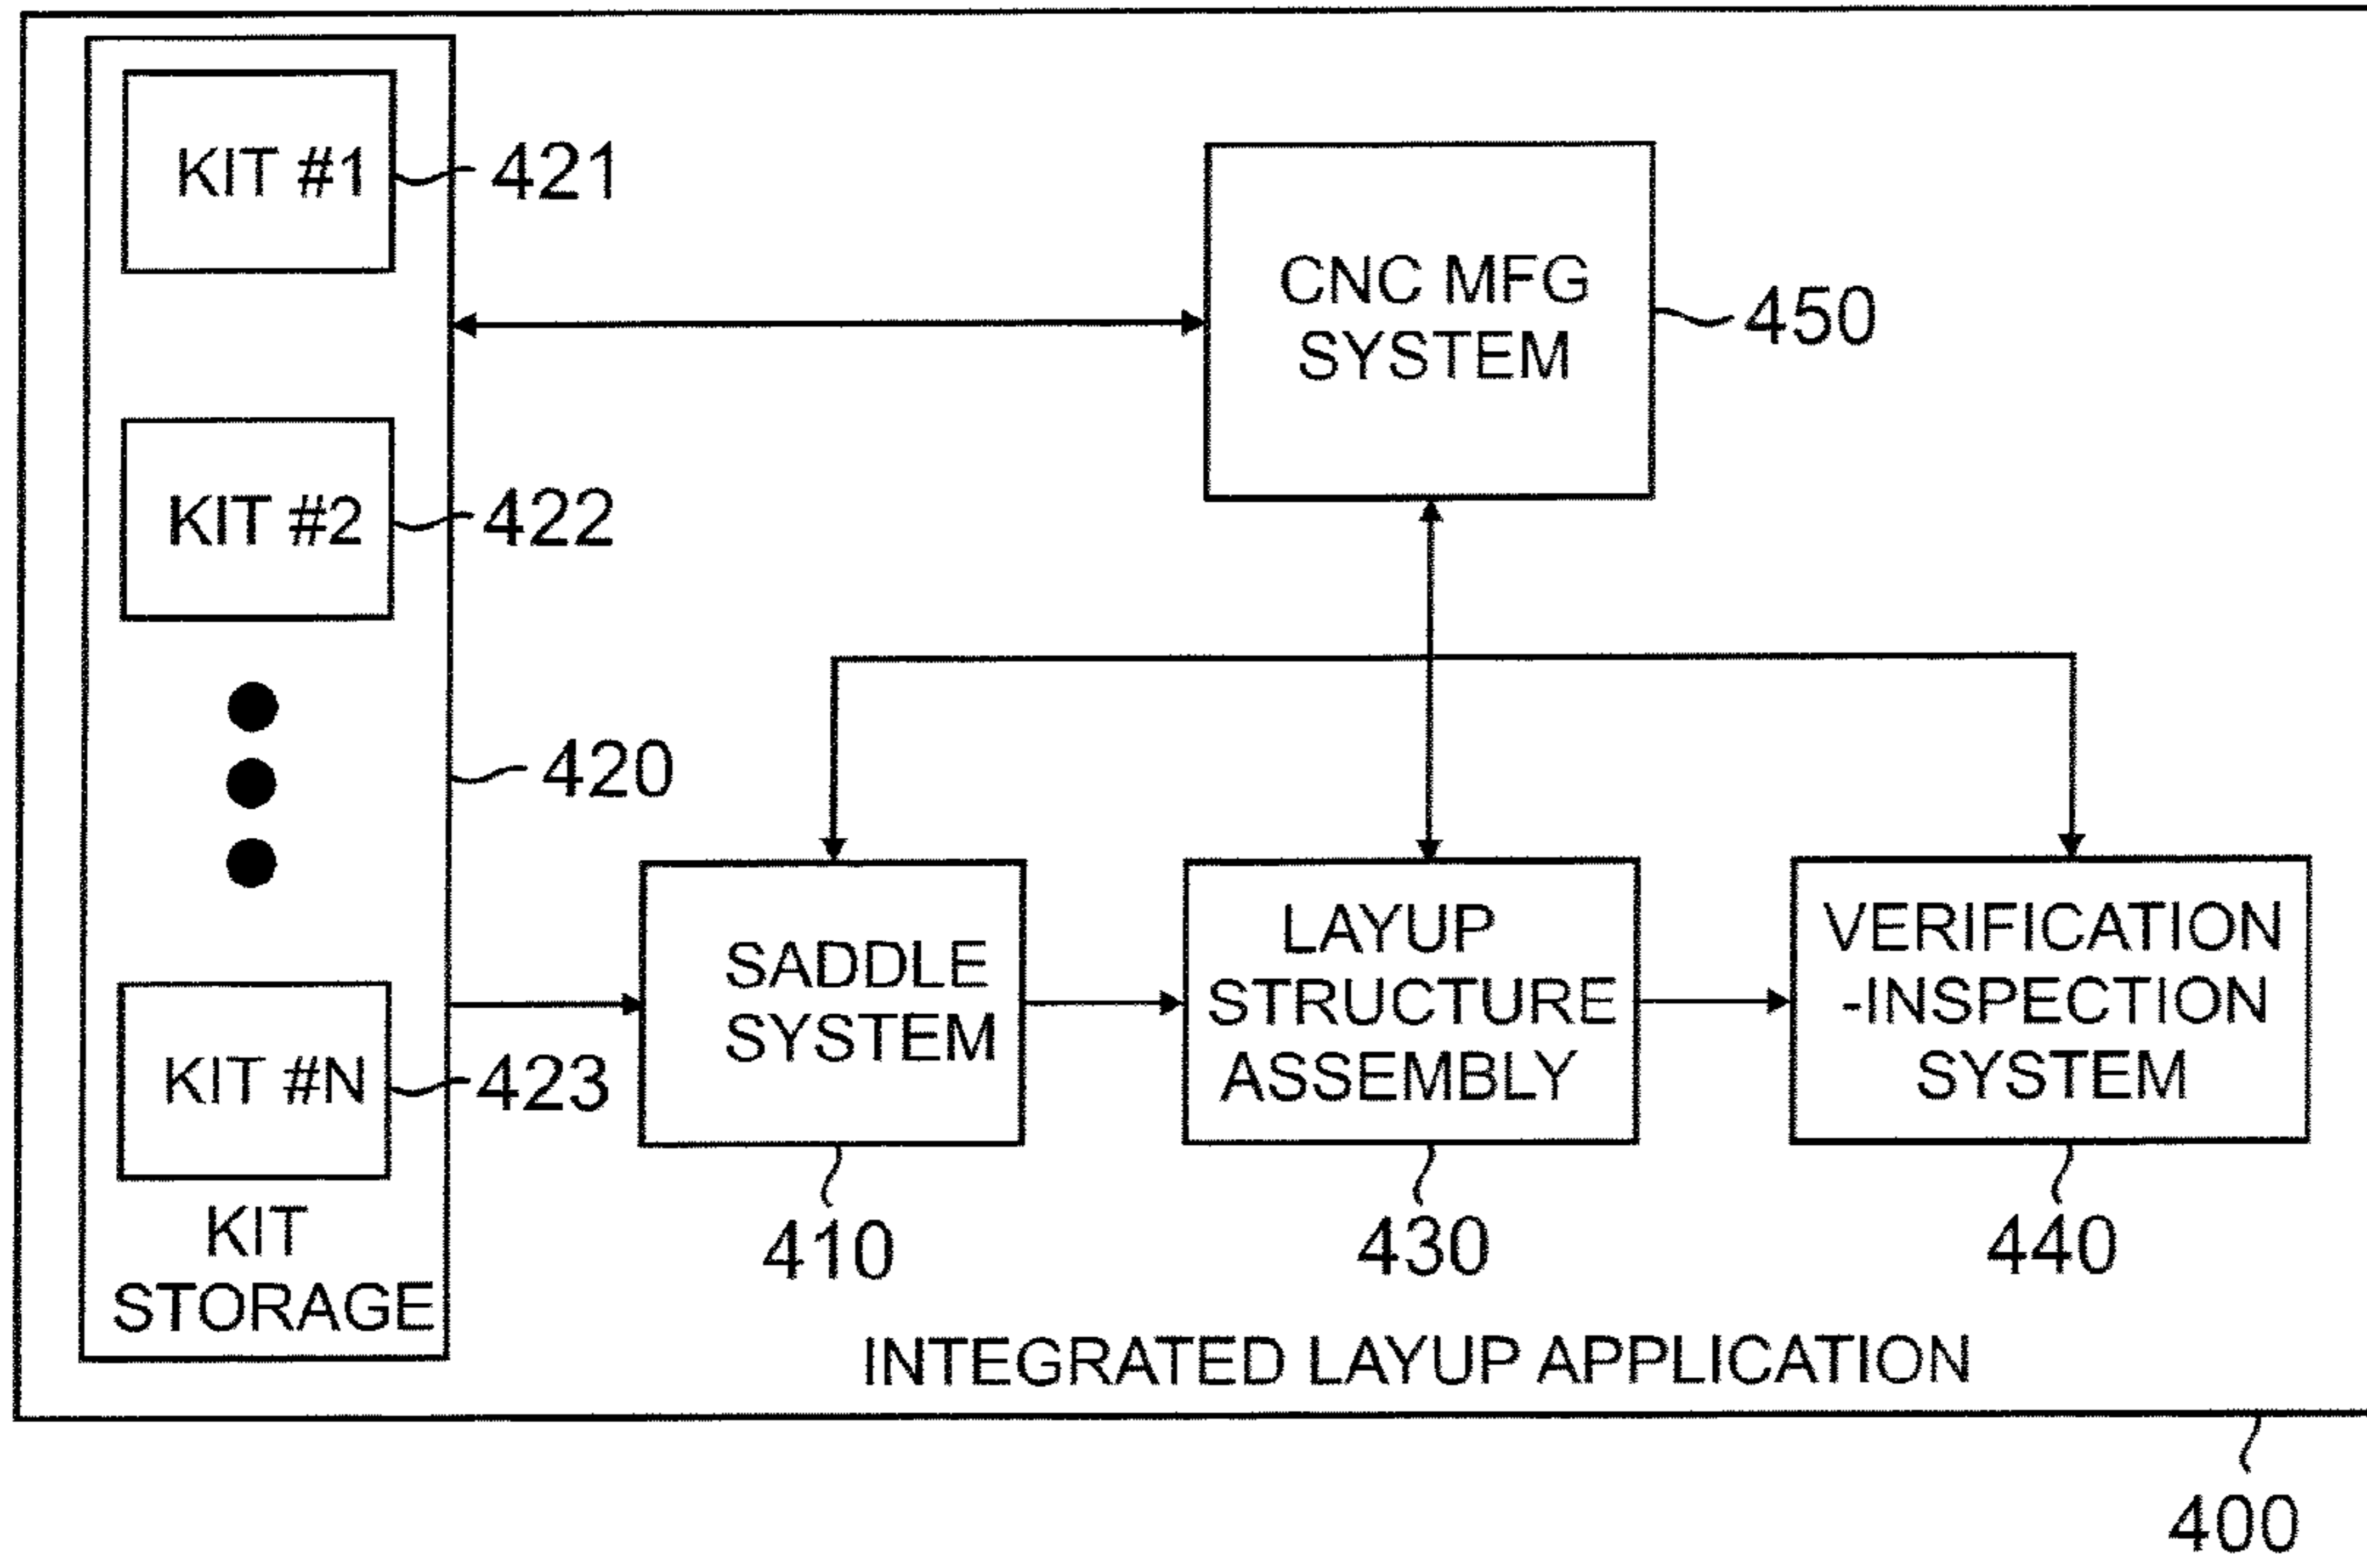 KIT #1
421
KIT #2
422
420
KIT #N
423
KIT
STORAGE
CNC MFG
SYSTEM
450
SADDLE
SYSTEM
410
LAYUP
STRUCTURE
ASSEMBLY
430
VERIFICATION
-INSPECTION
SYSTEM
440
INTEGRATED LAYUP APPLICATION
400